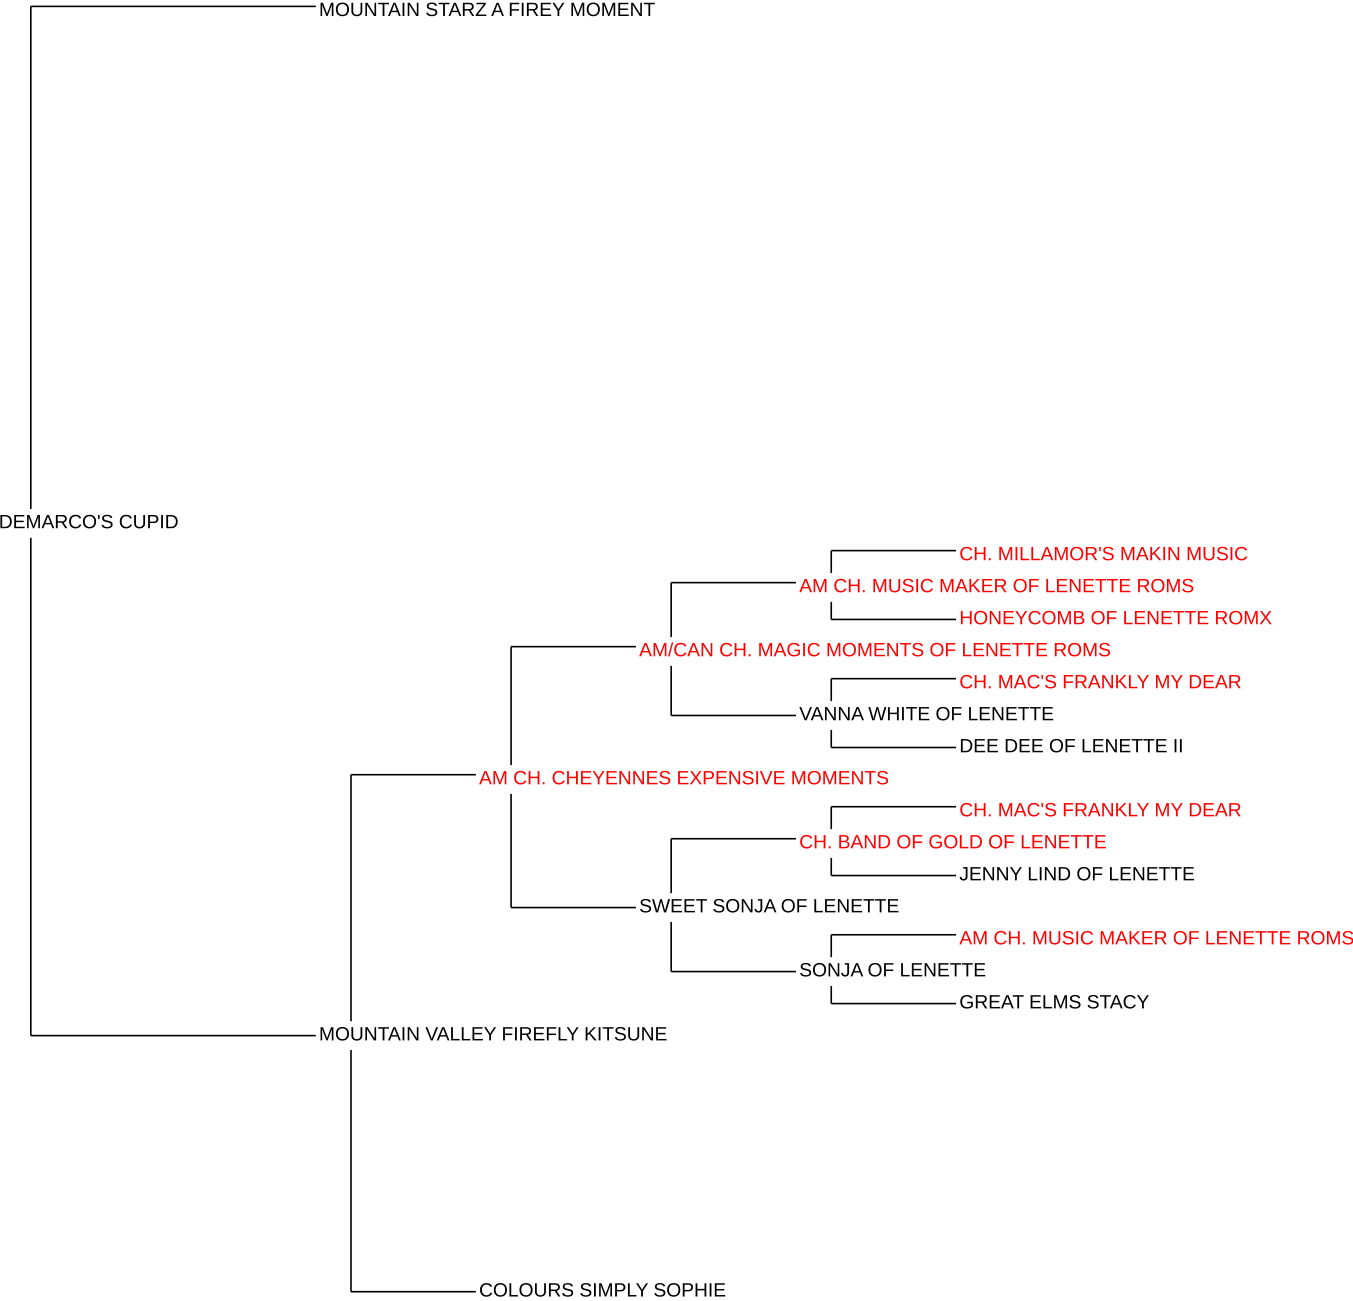 MOUNTAIN STARZ A FIREY MOMENT
DEMARCO'S CUPID
CH. MILLAMOR'S MAKIN MUSIC
AM CH. MUSIC MAKER OF LENETTE ROMS
HONEYCOMB OF LENETTE ROMX
AM/CAN CH. MAGIC MOMENTS OF LENETTE ROMS
CH. MAC'S FRANKLY MY DEAR
VANNA WHITE OF LENETTE
DEE DEE OF LENETTE II
AM CH. CHEYENNES EXPENSIVE MOMENTS
CH. MAC'S FRANKLY MY DEAR
CH. BAND OF GOLD OF LENETTE
JENNY LIND OF LENETTE
SWEET SONJA OF LENETTE
AM CH. MUSIC MAKER OF LENETTE ROMS
SONJA OF LENETTE
GREAT ELMS STACY
MOUNTAIN VALLEY FIREFLY KITSUNE
COLOURS SIMPLY SOPHIE